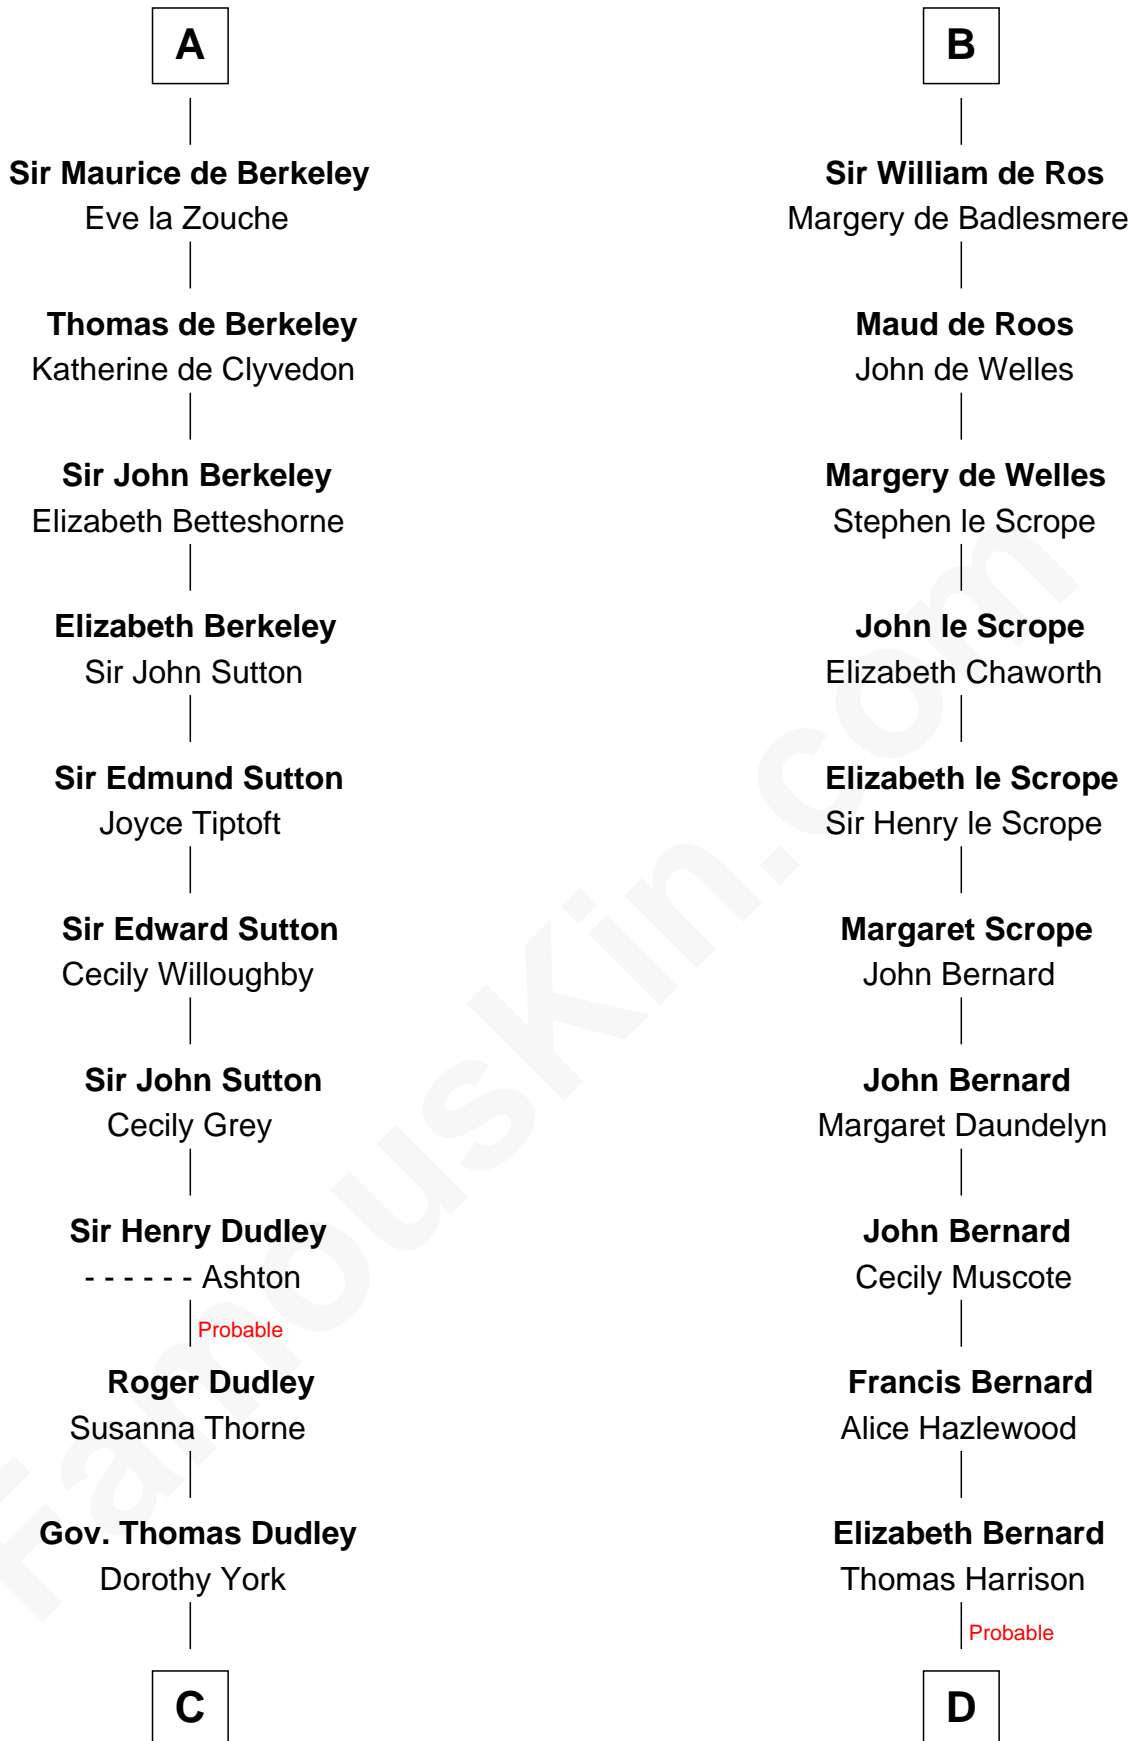 A
Sir Maurice de Berkeley
Eve la Zouche
Thomas de Berkeley
Katherine de Clyvedon
Sir John Berkeley
Elizabeth Betteshorne
Elizabeth Berkeley
Sir John Sutton
Sir Edmund Sutton
Joyce Tiptoft
Sir Edward Sutton
Cecily Willoughby
Sir John Sutton
Cecily Grey
Sir Henry Dudley
- - - - - - Ashton
Probable
Roger Dudley
Susanna Thorne
Gov. Thomas Dudley
Dorothy York
C
B
Sir William de Ros
Margery de Badlesmere
Maud de Roos
John de Welles
Margery de Welles
Stephen le Scrope
John le Scrope
Elizabeth Chaworth
Elizabeth le Scrope
Sir Henry le Scrope
Margaret Scrope
John Bernard
John Bernard
Margaret Daundelyn
John Bernard
Cecily Muscote
Francis Bernard
Alice Hazlewood
Elizabeth Bernard
Thomas Harrison
Probable
D
FamousKin.com